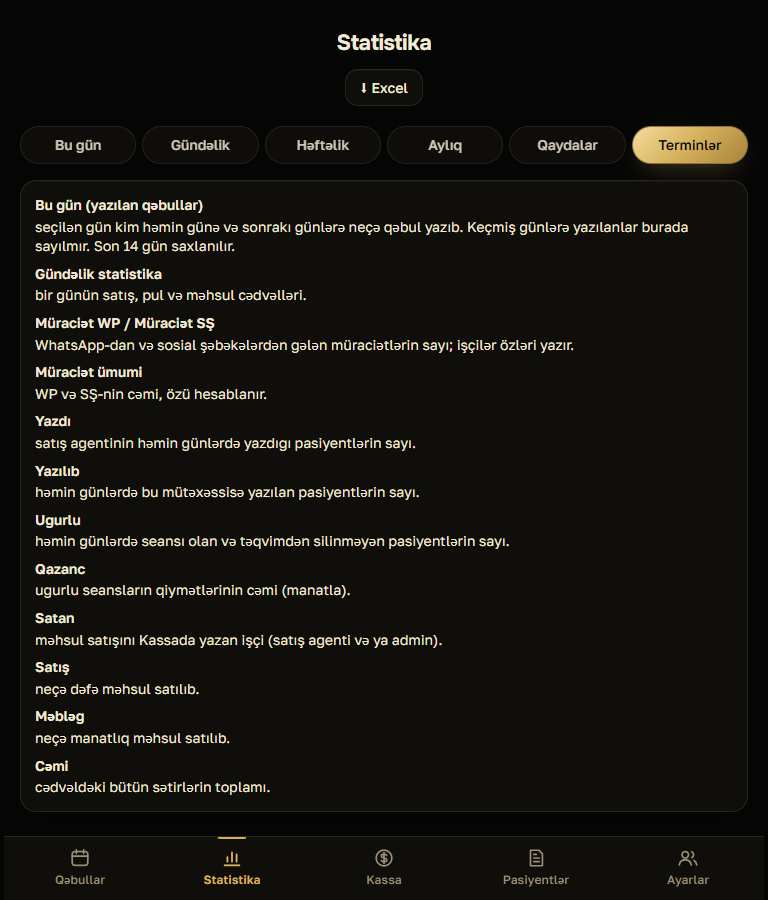 Statistika
⬇ Excel
Bu gün
Gündəlik
Həftəlik
Aylıq
Qaydalar
Terminlər
Bu gün (yazılan qəbullar)
seçilən gün kim həmin günə və sonrakı günlərə neçə qəbul yazıb. Keçmiş günlərə yazılanlar burada
sayılmır. Son 14 gün saxlanılır.
Gündəlik statistika
bir günün satış, pul və məhsul cədvəlləri.
Müraciət WP / Müraciət SŞ
WhatsApp-dan və sosial şəbəkələrdən gələn müraciətlərin sayı; işçilər özləri yazır.
Müraciət ümumi
WP və SŞ-nin cəmi, özü hesablanır.
Yazdı
satış agentinin həmin günlərdə yazdıgı pasiyentlərin sayı.
Yazılıb
həmin günlərdə bu mütəxəssisə yazılan pasiyentlərin sayı.
Ugurlu
həmin günlərdə seansı olan və təqvimdən silinməyən pasiyentlərin sayı.
Qazanc
ugurlu seansların qiymətlərinin cəmi (manatla).
Satan
məhsul satışını Kassada yazan işçi (satış agenti və ya admin).
Satış
neçə dəfə məhsul satılıb.
Məbləg
neçə manatlıq məhsul satılıb.
Cəmi
cədvəldəki bütün sətirlərin toplamı.
Qəbullar
Statistika
Kassa
Pasiyentlər
Ayarlar